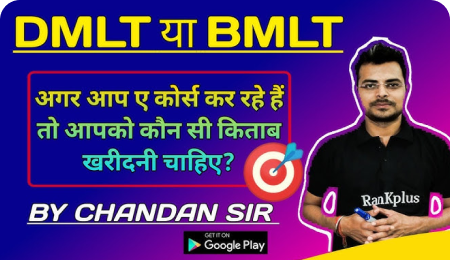 DMLT या BMLT
अगर आप ए कोर्स कर रहे हैं
तो आपको कौन सी किताब
खरीदनी चाहिए?
RanKplus
BY CHANDAN SIR
GET IT ON
Google Play